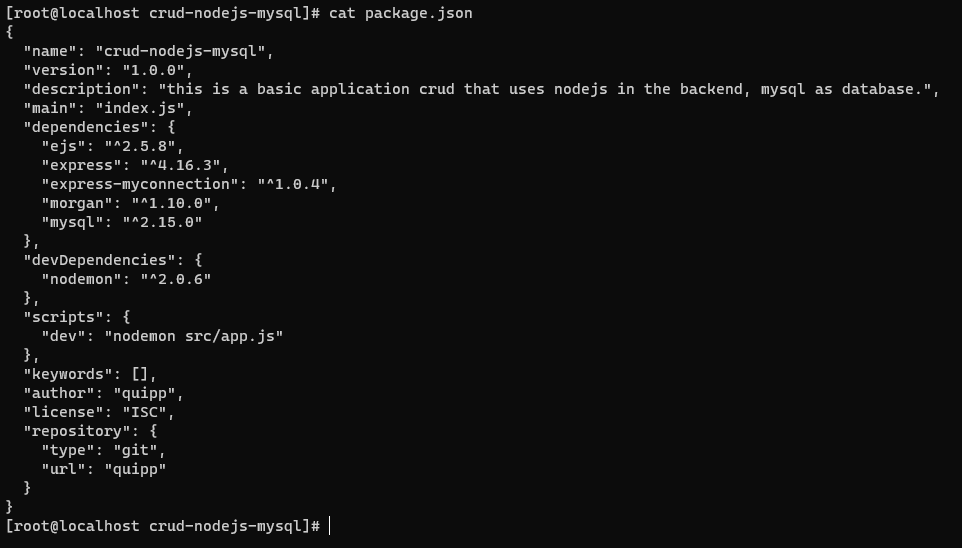 [root@localhost crud-nodejs-mysql]# cat package.json
{
  "name": "crud-nodejs-mysql",
  "version": "1.0.0",
  "description": "this is a basic application crud that uses nodejs in the backend, mysql as database.",
  "main": "index.js",
  "dependencies": {
    "ejs": "^2.5.8",
    "express": "^4.16.3",
    "express-myconnection": "^1.0.4",
    "morgan": "^1.10.0",
    "mysql": "^2.15.0"
  },
  "devDependencies": {
    "nodemon": "^2.0.6"
  },
  "scripts": {
    "dev": "nodemon src/app.js"
  },
  "keywords": [],
  "author": "quipp",
  "license": "ISC",
  "repository": {
    "type": "git",
    "url": "quipp"
  }
}
[root@localhost crud-nodejs-mysql]#